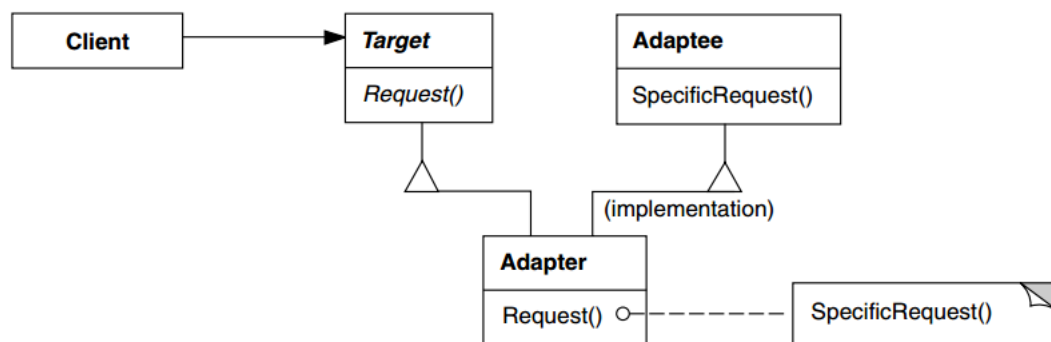 Client
Target
Request()
Adaptee
SpecificRequest()
(implementation)
Adapter
Request()
SpecificRequest()